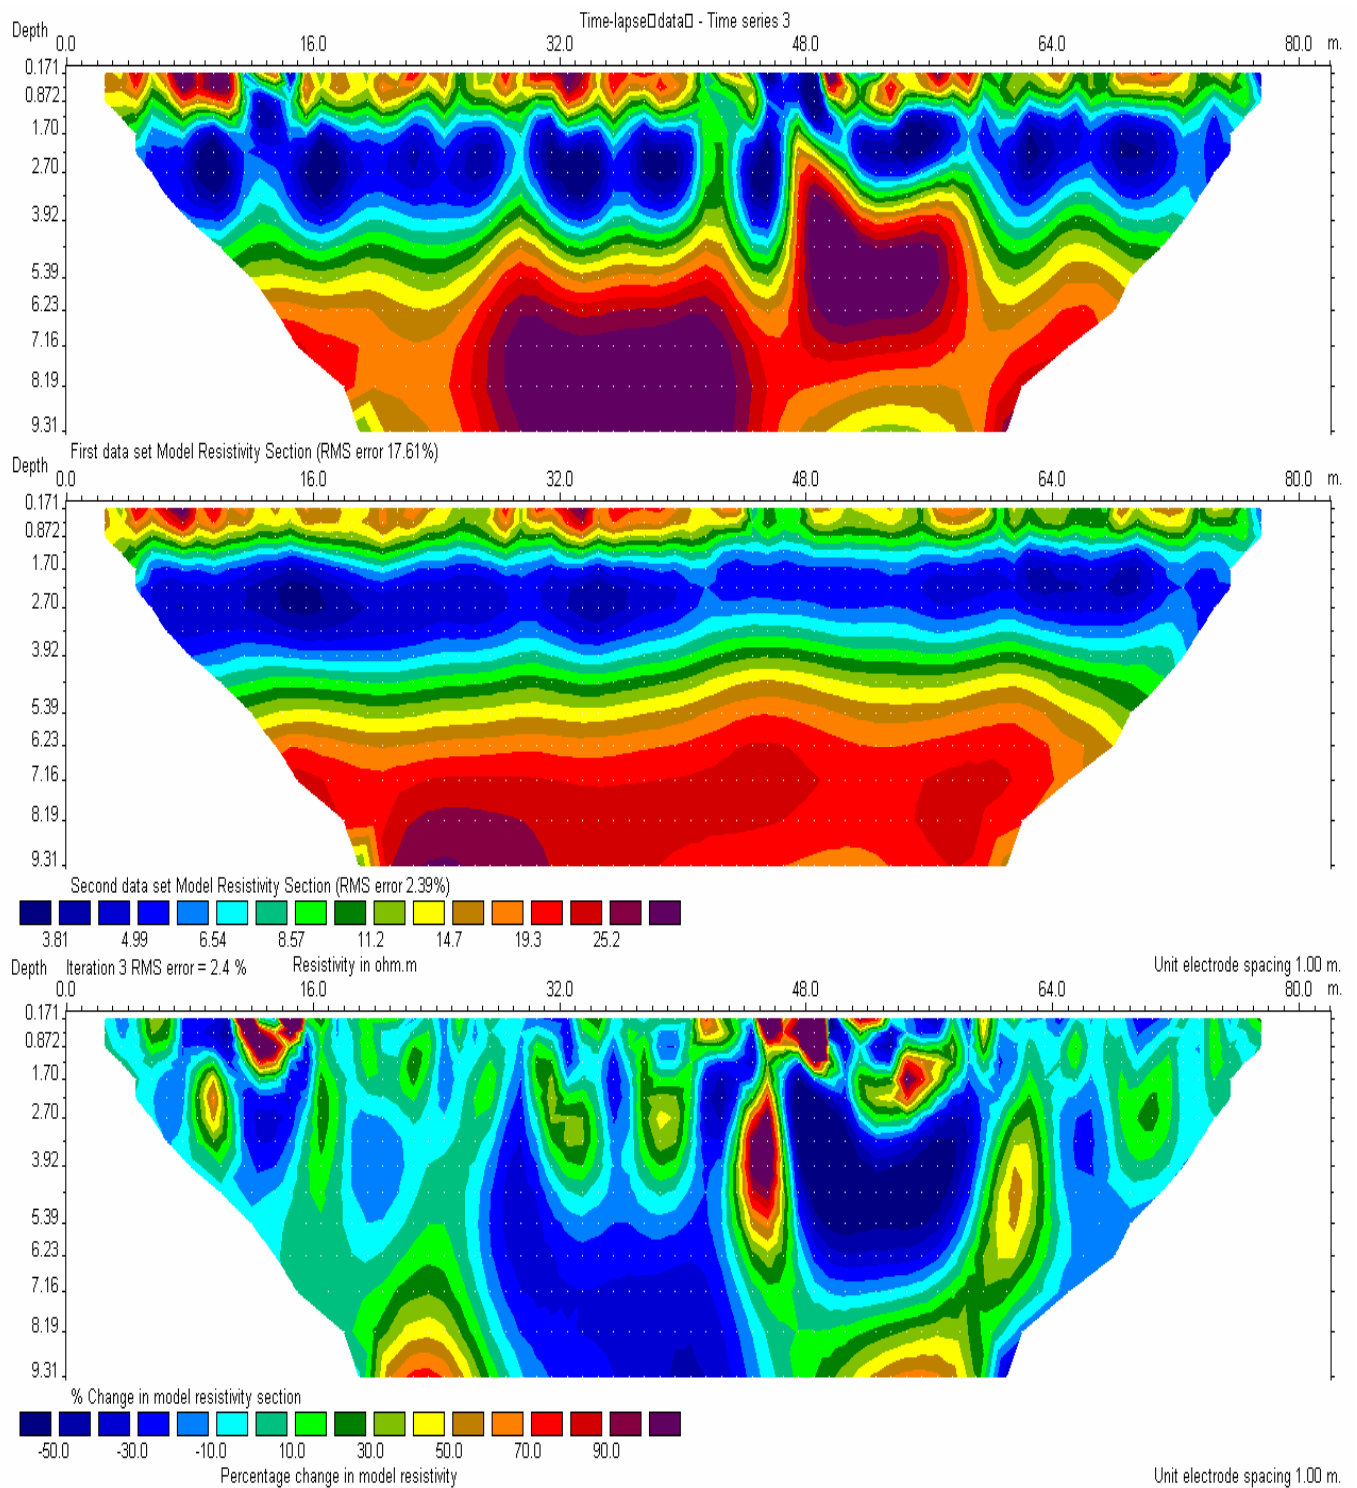 Time-lapse□data□ - Time series 3
Depth 0.0 16.0 32.0 48.0 64.0 80.0 m.
0.171
0.872
1.70
2.70
3.92
5.39
6.23
7.16
8.19
9.31
First data set Model Resistivity Section (RMS error 17.61%)
Depth 0.0 16.0 32.0 48.0 64.0 80.0 m.
0.171
0.872
1.70
2.70
3.92
5.39
6.23
7.16
8.19
9.31
Second data set Model Resistivity Section (RMS error 2.39%)
3.81 4.99 6.54 8.57 11.2 14.7 19.3 25.2
Depth Iteration 3 RMS error = 2.4 % Resistivity in ohm.m Unit electrode spacing 1.00 m.
0.0 16.0 32.0 48.0 64.0 80.0 m.
0.171
0.872
1.70
2.70
3.92
5.39
6.23
7.16
8.19
9.31
% Change in model resistivity section
-50.0 -30.0 -10.0 10.0 30.0 50.0 70.0 90.0
Percentage change in model resistivity Unit electrode spacing 1.00 m.